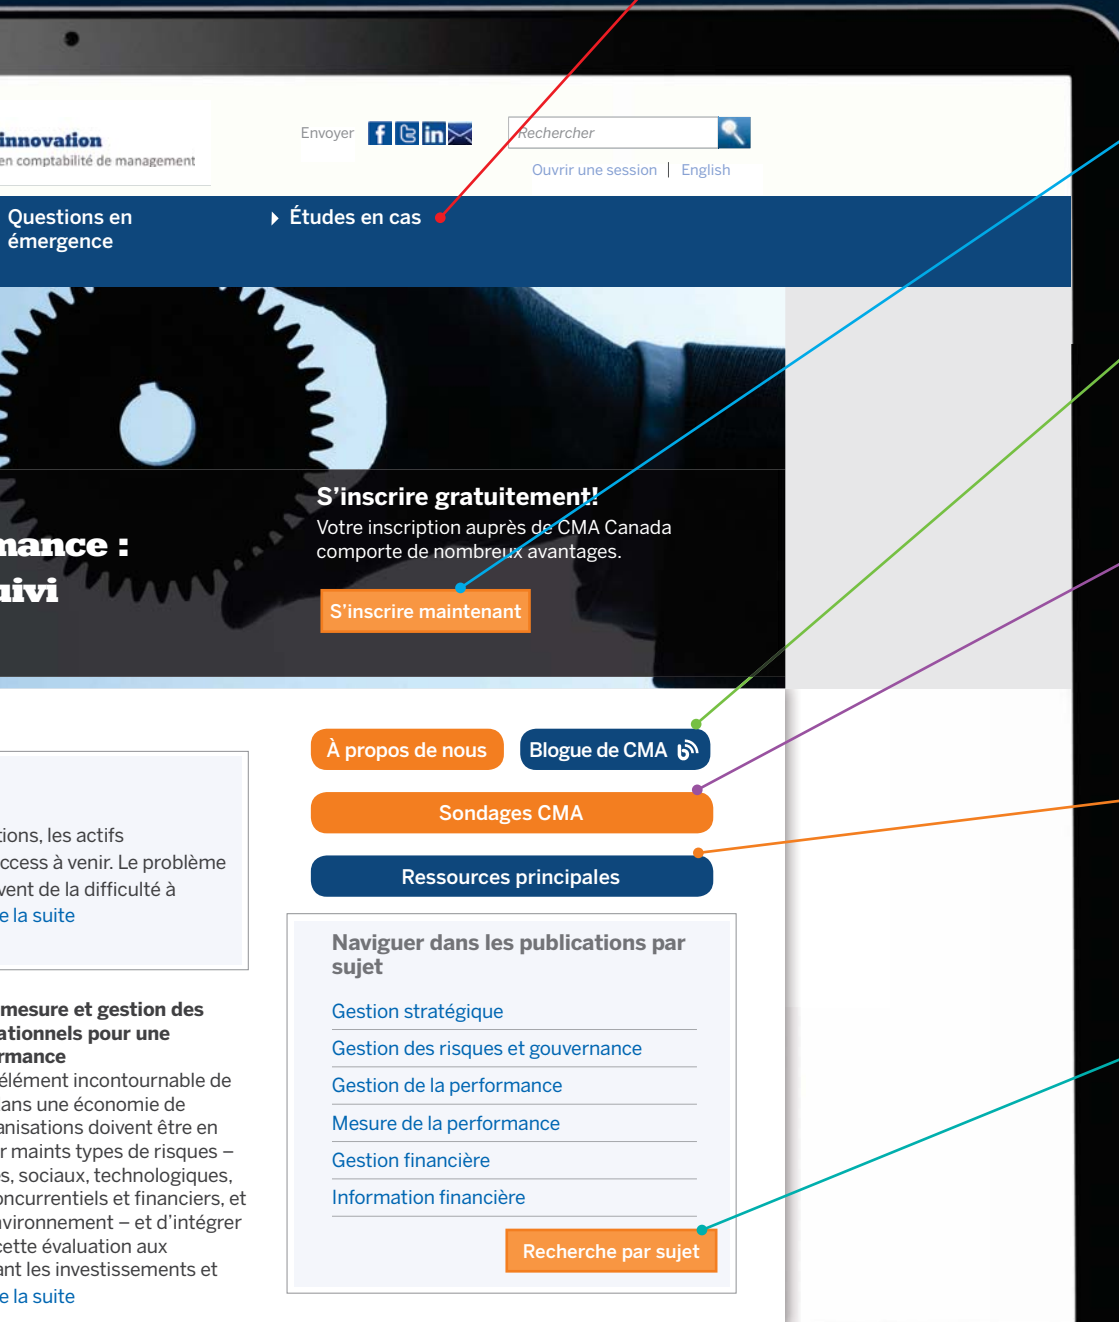 innovation
en comptabilité de management
Envoyer
Rechercher
Ouvrir une session | English
Questions en
émergence
Études en cas
mance :
uivi
S'inscrire gratuitement!
Votre inscription auprès de CMA Canada
comporte de nombreux avantages.
S'inscrire maintenant
tions, les actifs
ccess à venir. Le problème
vent de la difficulté à
e la suite
mesure et gestion des
ationnels pour une
rmance
élément incontournable de
ans une économie de
anisations doivent être en
r maints types de risques –
es, sociaux, technologiques,
oncurrentiels et financiers, et
nvironnement – et d'intégrer
cette évaluation aux
ant les investissements et
e la suite
À propos de nous
Blogue de CMA
Sondages CMA
Ressources principales
Naviguer dans les publications par
sujet
Gestion stratégique
Gestion des risques et gouvernance
Gestion de la performance
Mesure de la performance
Gestion financière
Information financière
Recherche par sujet